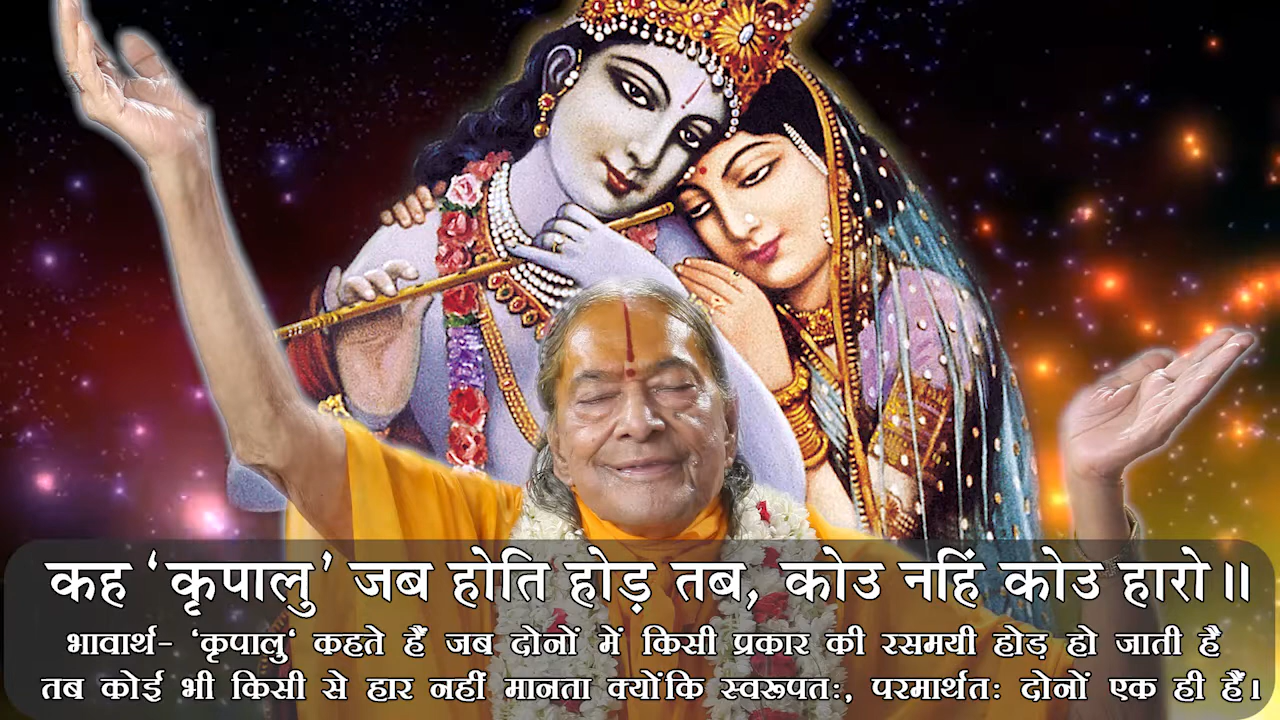 कह ‘कृपालु’ जब होति होड़ तब, कोउ नहिं कोउ हारो॥
भावार्थ- ‘कृपालु‘ कहते हैं जब दोनों में किसी प्रकार की रसमयी होड़ हो जाती है
तब कोई भी किसी से हार नहीं मानता क्योंकि स्वरूपतः, परमार्थतः दोनों एक ही हैं।